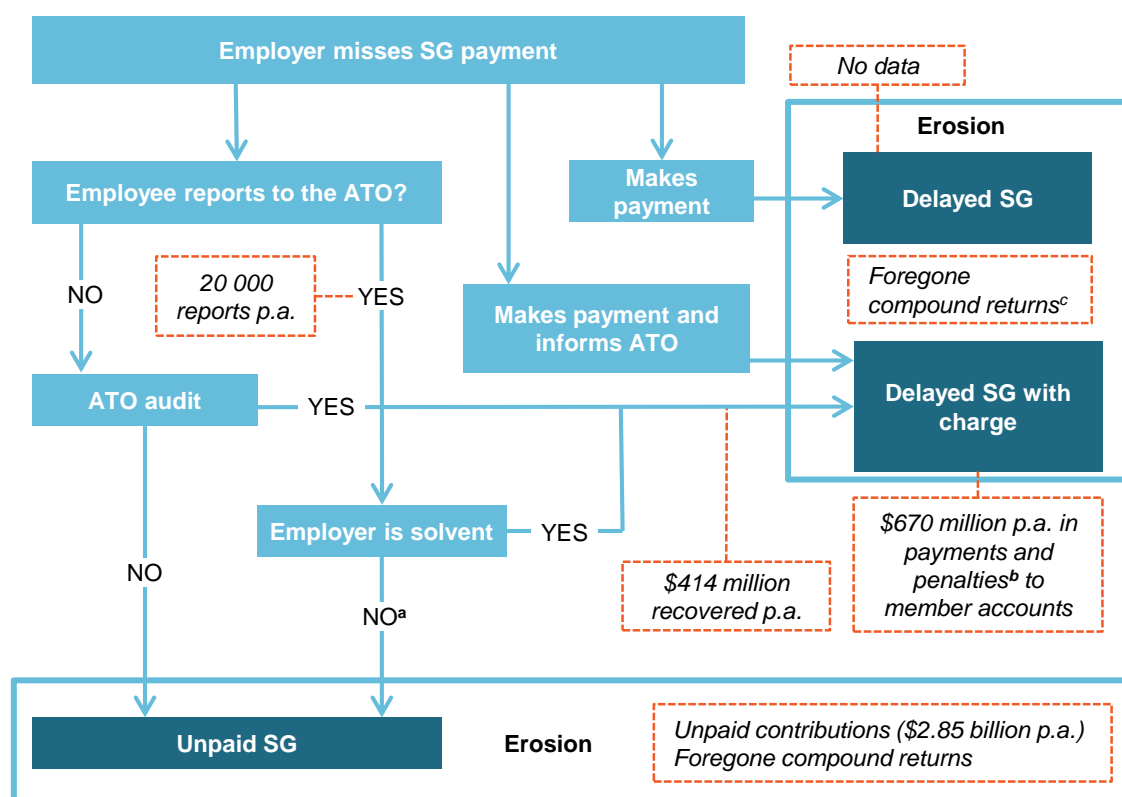 Employer misses SG payment
No data
Erosion
Employee reports to the ATO?
Makes
payment
Delayed SG
NO
20 000
reports p.a.
YES
Foregone
compound returnsᶜ
Makes payment and
informs ATO
ATO audit
YES
Delayed SG with
charge
Employer is solvent
YES
$670 million p.a. in
payments and
penaltiesᵇ to
member accounts
NO
$414 million
recovered p.a.
NOᵃ
Unpaid SG
Erosion
Unpaid contributions ($2.85 billion p.a.)
Foregone compound returns